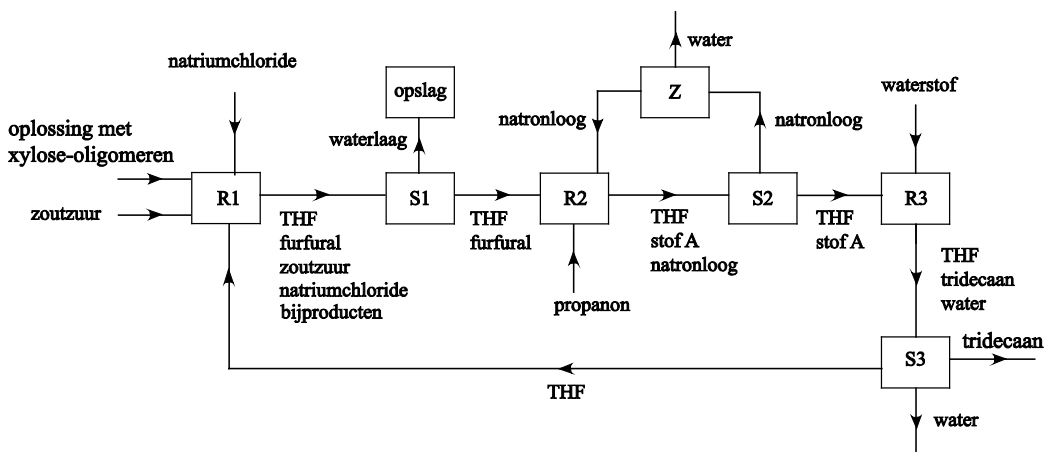 water
natriumchloride
opslag
Z
waterstof
natronloog
natronloog
waterlaag
oplossing met
xylose-oligomeren
R1
S1
R2
S2
R3
zoutzuur
THF
furfural
zoutzuur
natriumchloride
bijproducten
THF
furfural
THF
stof A
natronloog
THF
stof A
propanon
THF
tridecaan
water
S3
tridecaan
THF
water